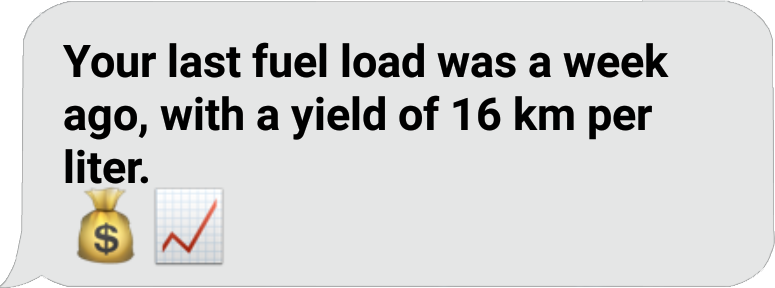 Your last fuel load was a week
ago, with a yield of 16 km per
liter.